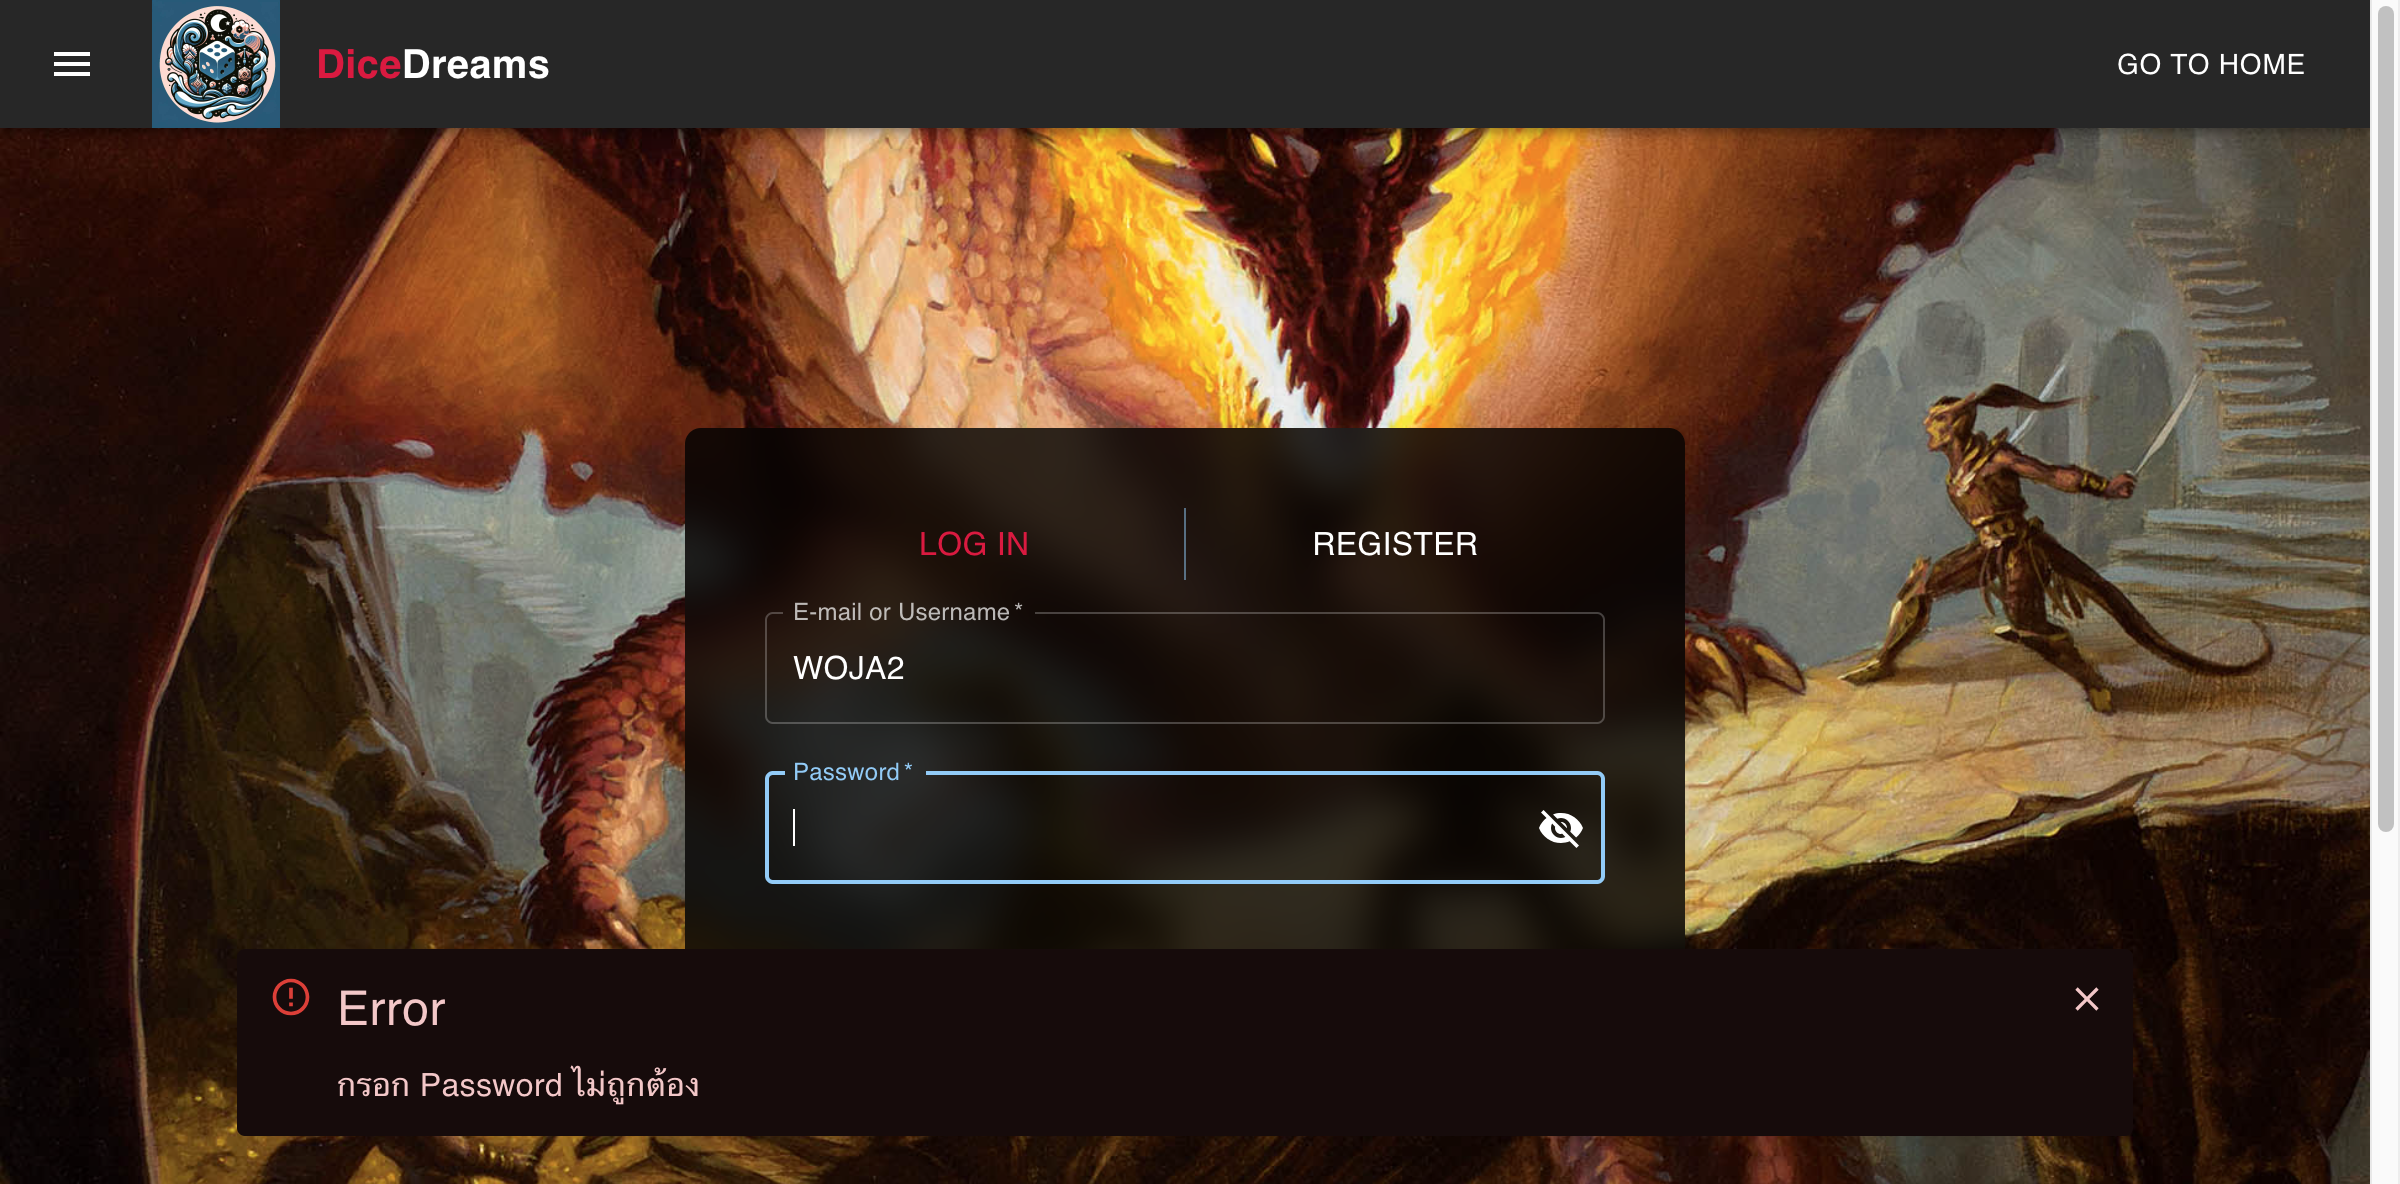 DiceDreams
GO TO HOME
LOG IN
REGISTER
E-mail or Username *
WOJA2
Password *
Error
กรอก Password ไม่ถูกต้อง